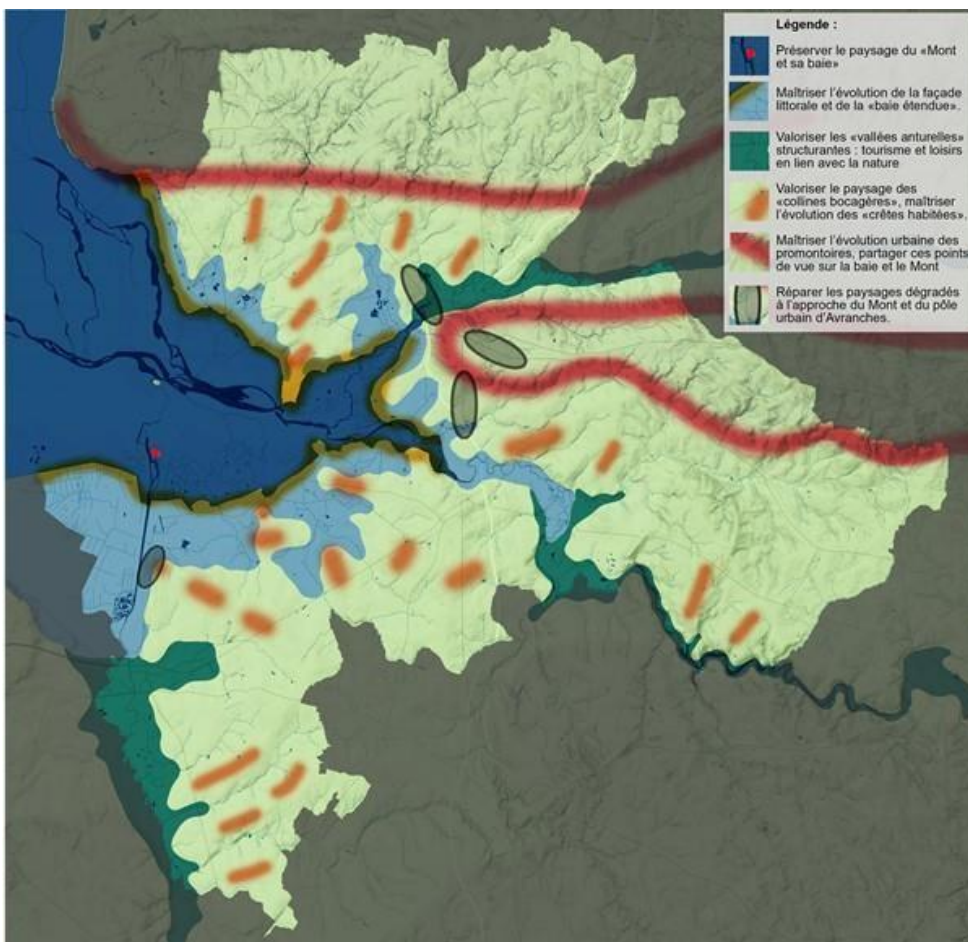 Légende :
Préserver le paysage du «Mont
et sa baie»
Maîtriser l'évolution de la façade
littorale et de la «baie étendue».
Valoriser les «vallées anturelles»
structurantes : tourisme et loisirs
en lien avec la nature
Valoriser le paysage des
«collines bocagères», maîtriser
l'évolution des «crêtes habitées».
Maîtriser l'évolution urbaine des
promontoires, partager ces points
de vue sur la baie et le Mont
Réparer les paysages dégradés
à l'approche du Mont et du pôle
urbain d'Avranches.